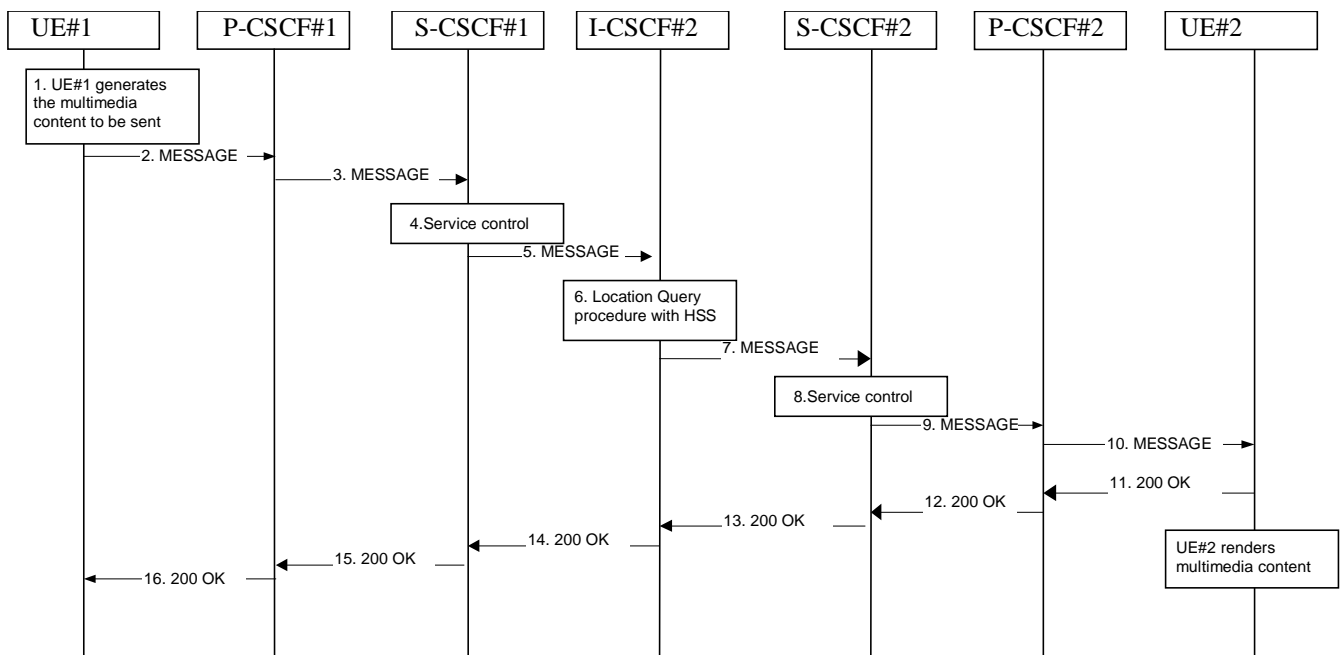 UE#1
P-CSCF#1
S-CSCF#1
I-CSCF#2
S-CSCF#2
P-CSCF#2
UE#2
1. UE#1 generates
the multimedia
content to be sent
2. MESSAGE
3. MESSAGE
4.Service control
5. MESSAGE
6. Location Query
procedure with HSS
7. MESSAGE
8.Service control
9. MESSAGE
10. MESSAGE
11. 200 OK
12. 200 OK
13. 200 OK
14. 200 OK
15. 200 OK
16. 200 OK
UE#2 renders
multimedia content